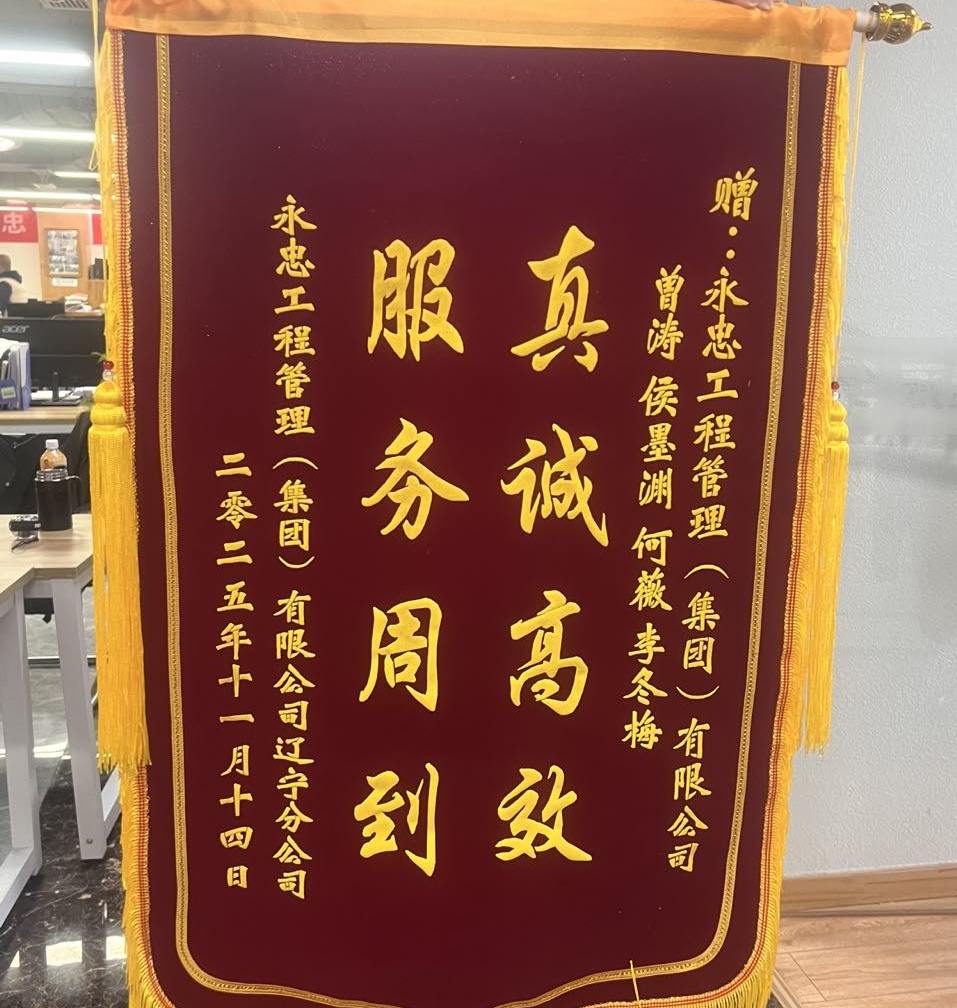 赠：永忠工程管理（集团）有限公司
曾涛 侯墨渊 何薇 李冬梅
真诚高效
服务周到
永忠工程管理（集团）有限公司辽宁分公司
二零二五年十一月十四日
忠
acer